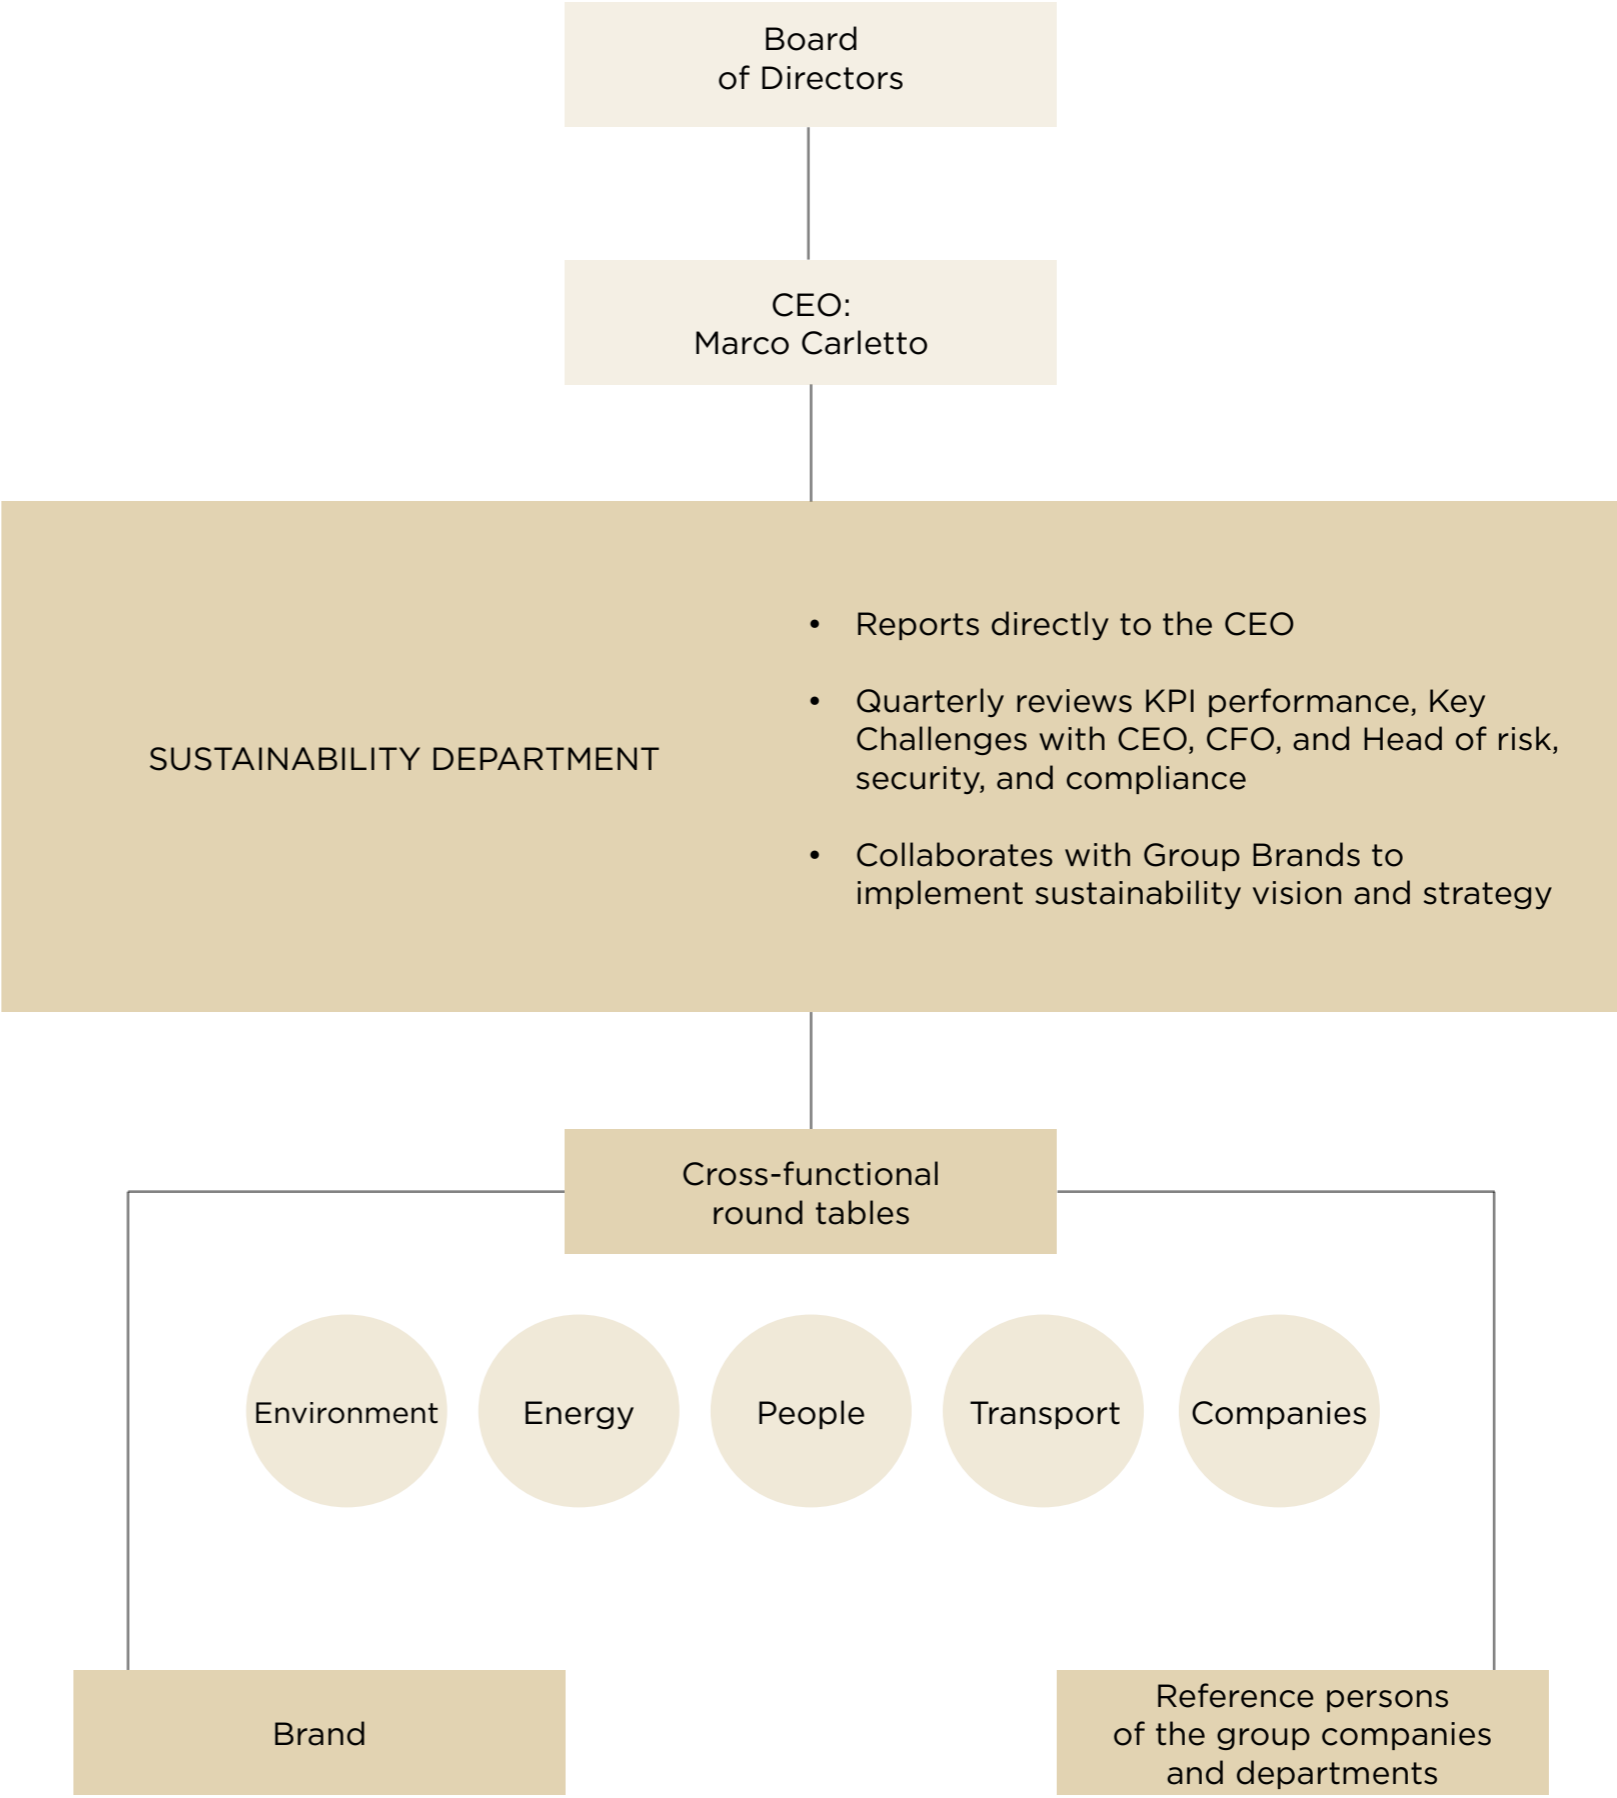 Board
of Directors
CEO:
Marco Carletto
SUSTAINABILITY DEPARTMENT
• Reports directly to the CEO
• Quarterly reviews KPI performance, Key
Challenges with CEO, CFO, and Head of risk,
security, and compliance
• Collaborates with Group Brands to
implement sustainability vision and strategy
Cross-functional
round tables
Environment
Energy
People
Transport
Companies
Brand
Reference persons
of the group companies
and departments